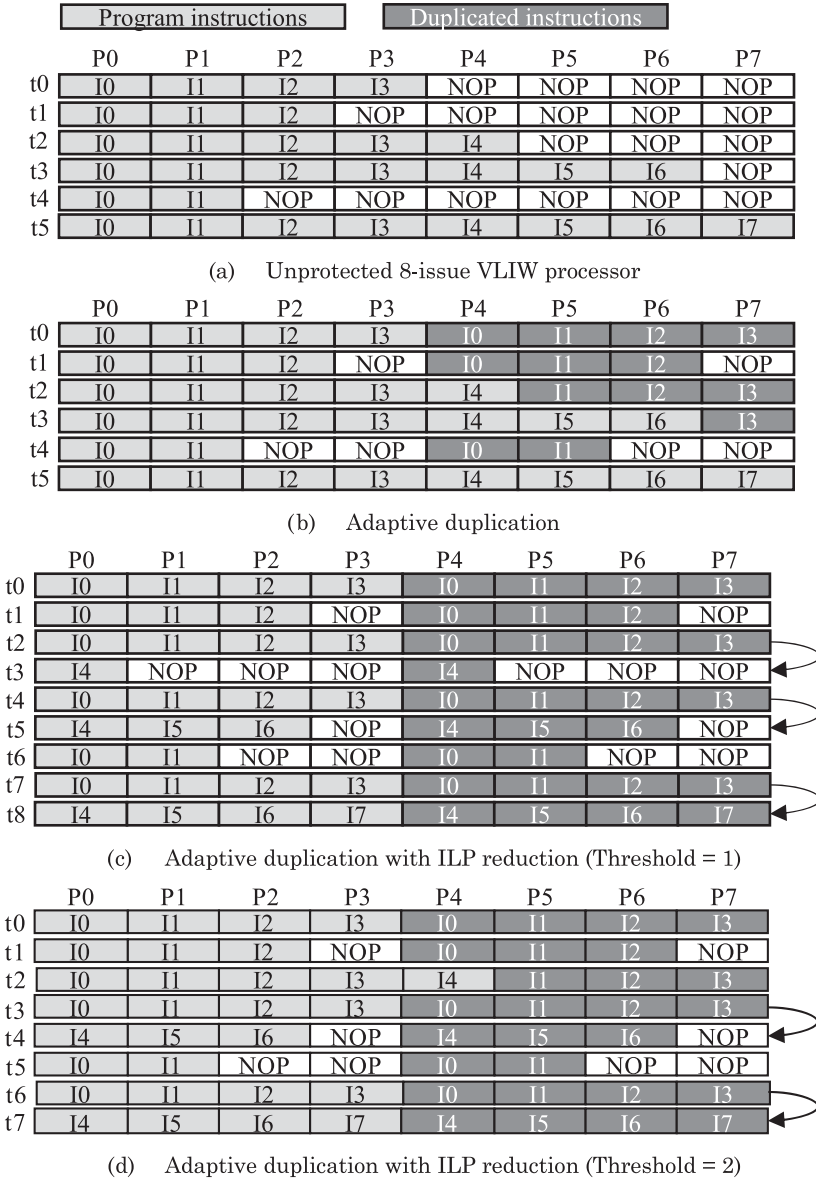 Program instructions Duplicated instructions
P0 P1 P2 P3 P4 P5 P6 P7
t0 I0 I1 I2 I3 NOP NOP NOP NOP
t1 I0 I1 I2 NOP NOP NOP NOP NOP
t2 I0 I1 I2 I3 I4 NOP NOP NOP
t3 I0 I1 I2 I3 I4 I5 I6 NOP
t4 I0 I1 NOP NOP NOP NOP NOP NOP
t5 I0 I1 I2 I3 I4 I5 I6 I7
(a) Unprotected 8-issue VLIW processor
P0 P1 P2 P3 P4 P5 P6 P7
t0 I0 I1 I2 I3 I0 I1 I2 I3
t1 I0 I1 I2 NOP I0 I1 I2 NOP
t2 I0 I1 I2 I3 I4 I1 I2 I3
t3 I0 I1 I2 I3 I4 I5 I6 I3
t4 I0 I1 NOP NOP I0 I1 NOP NOP
t5 I0 I1 I2 I3 I4 I5 I6 I7
(b) Adaptive duplication
P0 P1 P2 P3 P4 P5 P6 P7
t0 I0 I1 I2 I3 I0 I1 I2 I3
t1 I0 I1 I2 NOP I0 I1 I2 NOP
t2 I0 I1 I2 I3 I0 I1 I2 I3
t3 I4 NOP NOP NOP I4 NOP NOP NOP
t4 I0 I1 I2 I3 I0 I1 I2 I3
t5 I4 I5 I6 NOP I4 I5 I6 NOP
t6 I0 I1 NOP NOP I0 I1 NOP NOP
t7 I0 I1 I2 I3 I0 I1 I2 I3
t8 I4 I5 I6 I7 I4 I5 I6 I7
(c) Adaptive duplication with ILP reduction (Threshold = 1)
P0 P1 P2 P3 P4 P5 P6 P7
t0 I0 I1 I2 I3 I0 I1 I2 I3
t1 I0 I1 I2 NOP I0 I1 I2 NOP
t2 I0 I1 I2 I3 I4 I1 I2 I3
t3 I0 I1 I2 I3 I0 I1 I2 I3
t4 I4 I5 I6 NOP I4 I5 I6 NOP
t5 I0 I1 NOP NOP I0 I1 NOP NOP
t6 I0 I1 I2 I3 I0 I1 I2 I3
t7 I4 I5 I6 I7 I4 I5 I6 I7
(d) Adaptive duplication with ILP reduction (Threshold = 2)